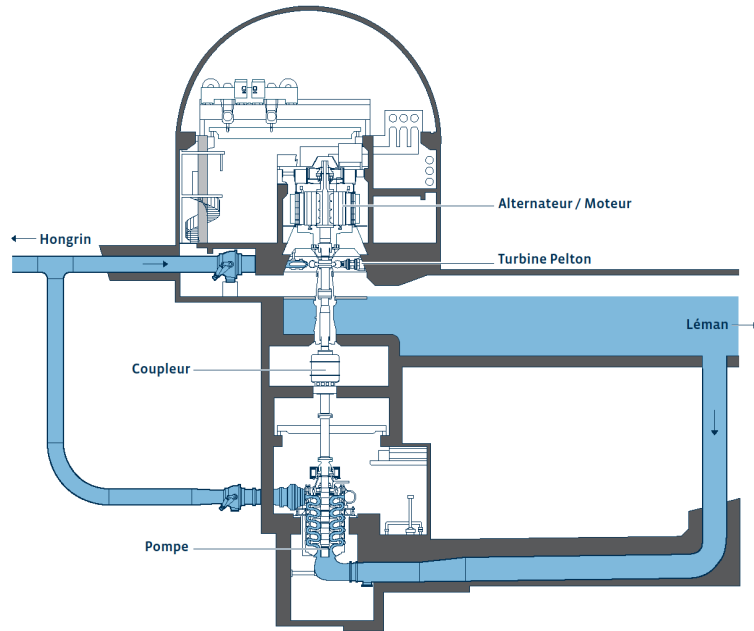 Alternateur / Moteur
Hongrin
Turbine Pelton
Léman
Coupleur
Pompe